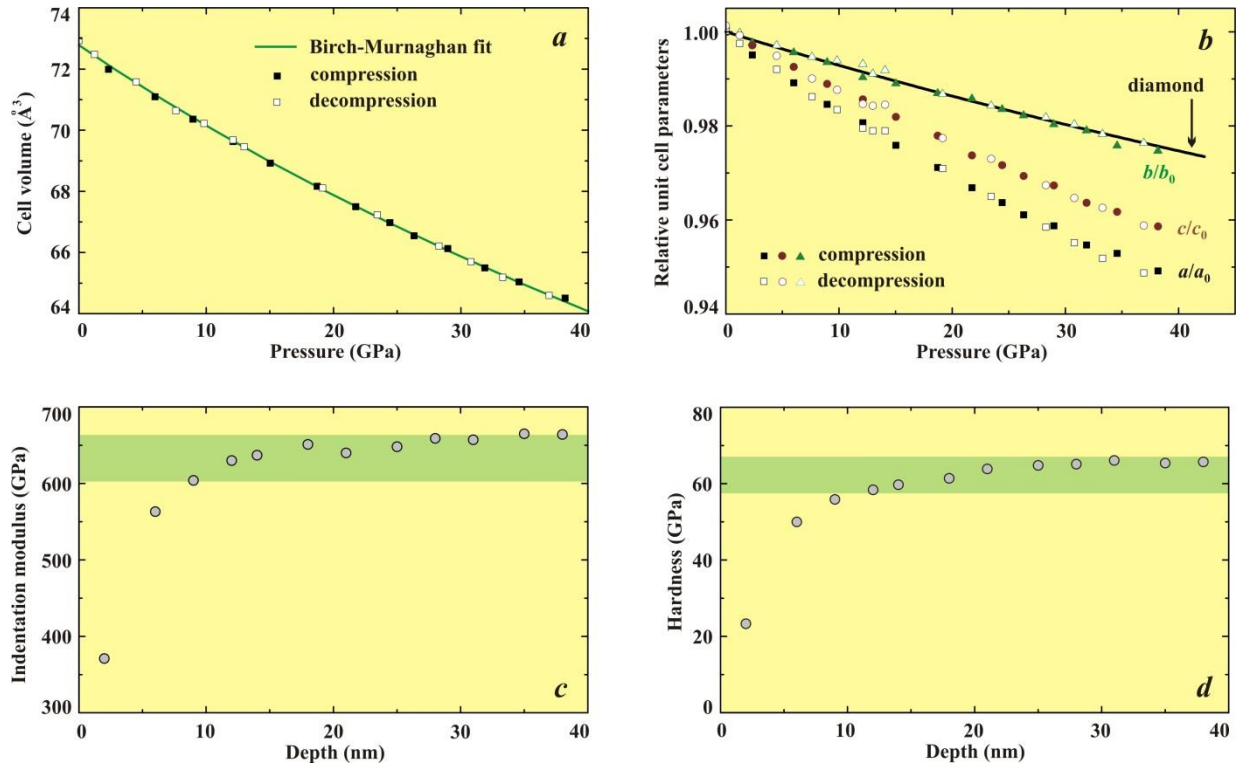 74
72
70
68
66
64
Cell volume (Å³)
Birch-Murnaghan fit
compression
decompression
a
0 10 20 30 40
Pressure (GPa)
1.00
0.98
0.96
0.94
Relative unit cell parameters
b
diamond
b/b₀
c/c₀
a/a₀
compression
decompression
0 10 20 30 40
Pressure (GPa)
700
600
500
400
300
Indentation modulus (GPa)
c
0 10 20 30 40
Depth (nm)
80
60
40
20
0
Hardness (GPa)
d
0 10 20 30 40
Depth (nm)